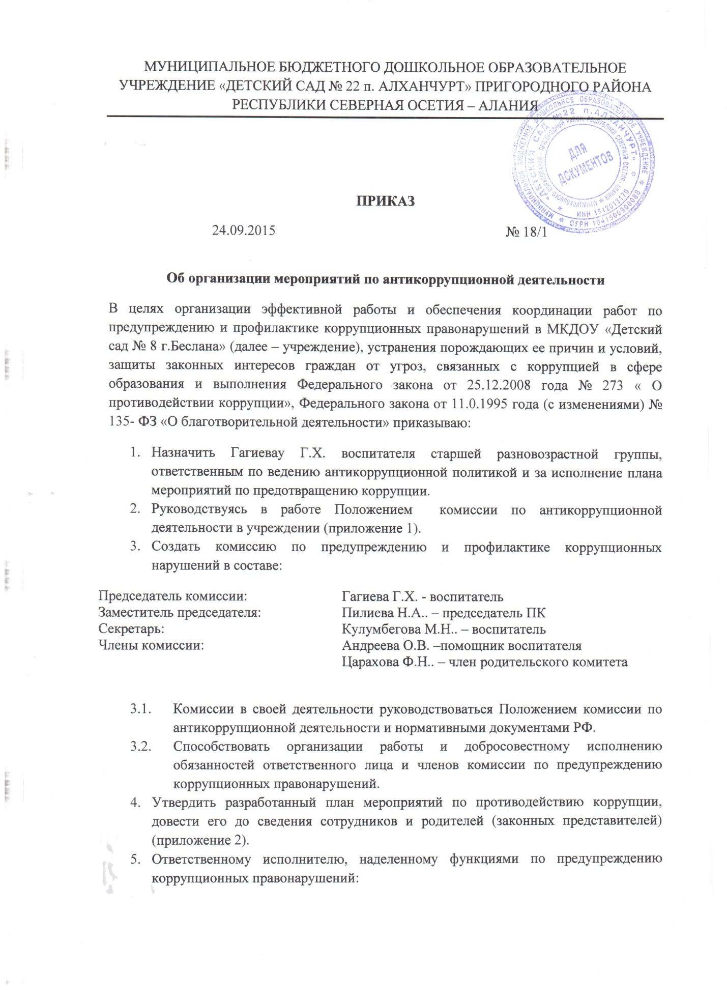 МУНИЦИПАЛЬНОЕ БЮДЖЕТНОГО ДОШКОЛЬНОЕ ОБРАЗОВАТЕЛЬНОЕ
УЧРЕЖДЕНИЕ «ДЕТСКИЙ САД № 22 п. АЛХАНЧУРТ» ПРИГОРОДНОГО РАЙОНА
РЕСПУБЛИКИ СЕВЕРНАЯ ОСЕТИЯ – АЛАНИЯ
МУНИЦИПАЛЬНОЕ БЮДЖЕТНОЕ ДОШКОЛЬНОЕ ОБРАЗОВАТЕЛЬНОЕ УЧРЕЖДЕНИЕ
* ОГРН 1041500900088 *
«ДЕТСКИЙ САД №22 п.АЛХАНЧУРТ»
* ИНН 1512013170 *
ПРИГОРОДНЫЙ РАЙОН, РЕСПУБЛИКИ СЕВЕРНАЯ ОСЕТИЯ - АЛАНИЯ * МУНИЦИПАЛЬНОГО ОБРАЗОВАНИЯ -
ДЛЯ
ДОКУМЕНТОВ
ПРИКАЗ
24.09.2015 № 18/1
Об организации мероприятий по антикоррупционной деятельности
В целях организации эффективной работы и обеспечения координации работ по
предупреждению и профилактике коррупционных правонарушений в МКДОУ «Детский
сад № 8 г.Беслана» (далее – учреждение), устранения порождающих ее причин и условий,
защиты законных интересов граждан от угроз, связанных с коррупцией в сфере
образования и выполнения Федерального закона от 25.12.2008 года № 273 « О
противодействии коррупции», Федерального закона от 11.0.1995 года (с изменениями) №
135- ФЗ «О благотворительной деятельности» приказываю:
1. Назначить Гагиевау Г.Х. воспитателя старшей разновозрастной группы,
ответственным по ведению антикоррупционной политикой и за исполнение плана
мероприятий по предотвращению коррупции.
2. Руководствуясь в работе Положением комиссии по антикоррупционной
деятельности в учреждении (приложение 1).
3. Создать комиссию по предупреждению и профилактике коррупционных
нарушений в составе:
Председатель комиссии: Гагиева Г.Х. - воспитатель
Заместитель председателя: Пилиева Н.А.. – председатель ПК
Секретарь: Кулумбегова М.Н.. – воспитатель
Члены комиссии: Андреева О.В. –помощник воспитателя
Царахова Ф.Н.. – член родительского комитета
3.1. Комиссии в своей деятельности руководствоваться Положением комиссии по
антикоррупционной деятельности и нормативными документами РФ.
3.2. Способствовать организации работы и добросовестному исполнению
обязанностей ответственного лица и членов комиссии по предупреждению
коррупционных правонарушений.
4. Утвердить разработанный план мероприятий по противодействию коррупции,
довести его до сведения сотрудников и родителей (законных представителей)
(приложение 2).
5. Ответственному исполнителю, наделенному функциями по предупреждению
коррупционных правонарушений: